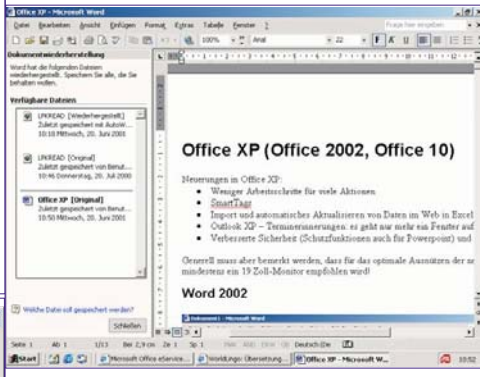 Office XP - Microsoft Word
Datei Bearbeiten Ansicht Einfügen Format Extras Tabelle Fenster ?
Frage hier eingeben
100% Arial 22 F K U
Dokumentwiederherstellung
Word hat die folgenden Dateien
wiederhergestellt. Speichern Sie alle, die Sie
behalten wollen.
Verfügbare Dateien
LMKREAD [Wiederhergestellt]
Zuletzt gespeichert mit AutoW...
10:18 Mittwoch, 20. Juni 2001
LMKREAD [Original]
Zuletzt gespeichert von Benut...
10:46 Donnerstag, 20. Juli 2000
Office XP [Original]
Zuletzt gespeichert von Benut...
10:50 Mittwoch, 20. Juni 2001
Welche Datei soll gespeichert werden?
Schließen
Office XP (Office 2002, Office 10)
Neuerungen in Office XP:
Weniger Arbeitsschritte für viele Aktionen
SmartTags
Import und automatisches Aktualisieren von Daten im Web in Excel
Outlook XP – Terminerinnerungen: es geht nur mehr ein Fenster auf
Verbesserte Sicherheit (Schutzfunktionen auch für Powerpoint) und
Generell muss aber bemerkt werden, dass für das optimale Ausnützen der ne
mindestens ein 19 Zoll-Monitor empfohlen wird!
Word 2002
Dokument1 - Microsoft Word
Seite 1 Ab 1 1/13 Bei 2,9 cm Ze 1 Sp 1 Deutsch (De
Start Microsoft Office eService... WorldLingo: Übersetzung... Office XP - Microsoft W... 10:52